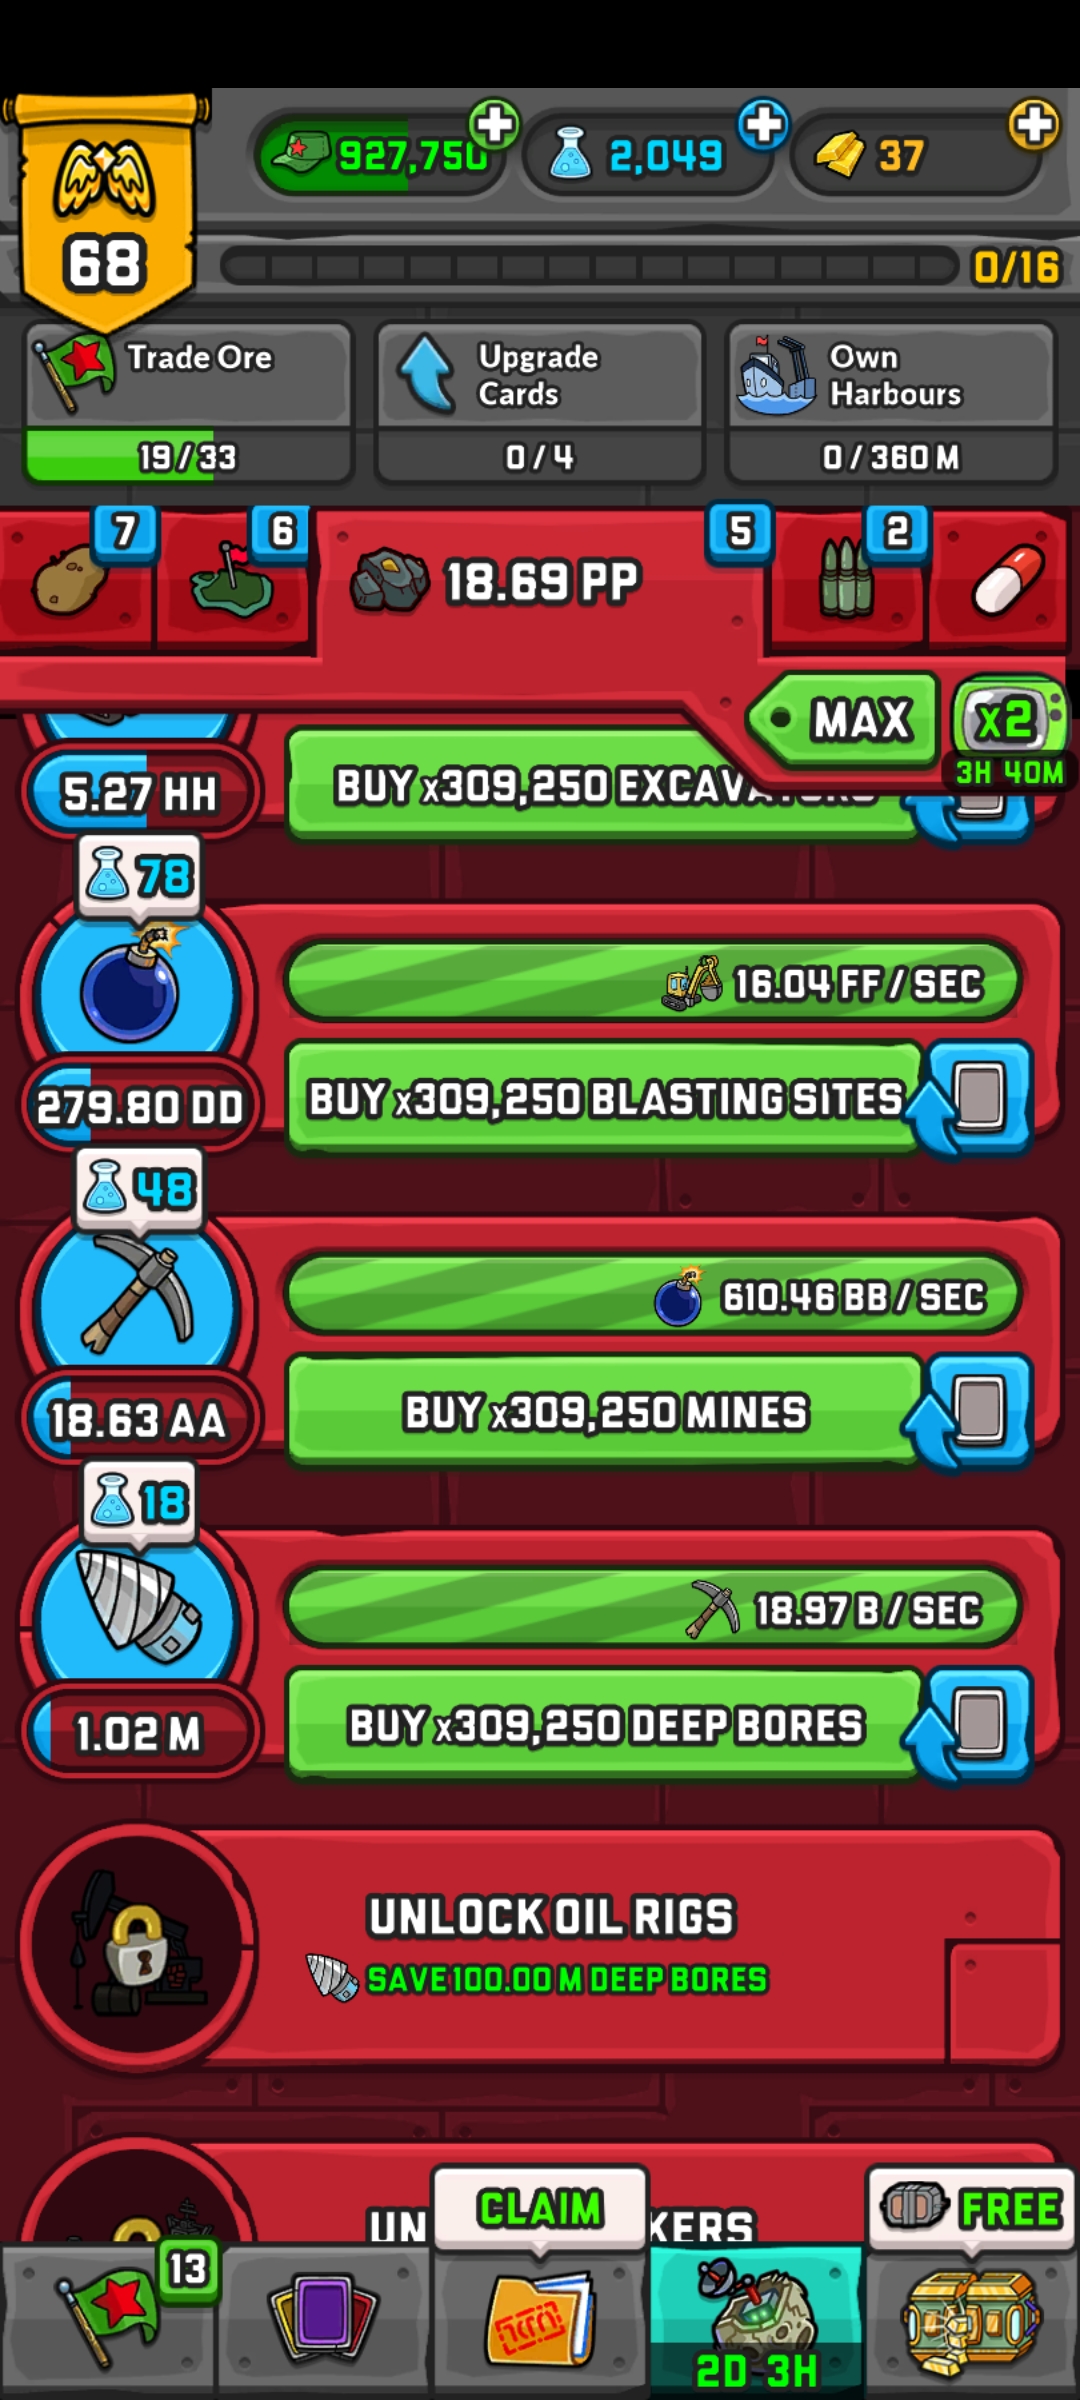 927,750
2,049
37
68
0/16
Trade Ore
19/33
Upgrade
Cards
0/4
Own
Harbours
0/360 M
7
6
18.69 PP
5
2
MAX
x2
3H 40M
5.27 HH
BUY x309,250 EXCAVATORS
78
16.04 FF/SEC
279.80 DD
BUY x309,250 BLASTING SITES
48
610.46 BB/SEC
18.63 AA
BUY x309,250 MINES
18
18.97 B/SEC
1.02 M
BUY x309,250 DEEP BORES
UNLOCK OIL RIGS
SAVE 100.00 M DEEP BORES
UN
KERS
CLAIM
FREE
13
2D 3H